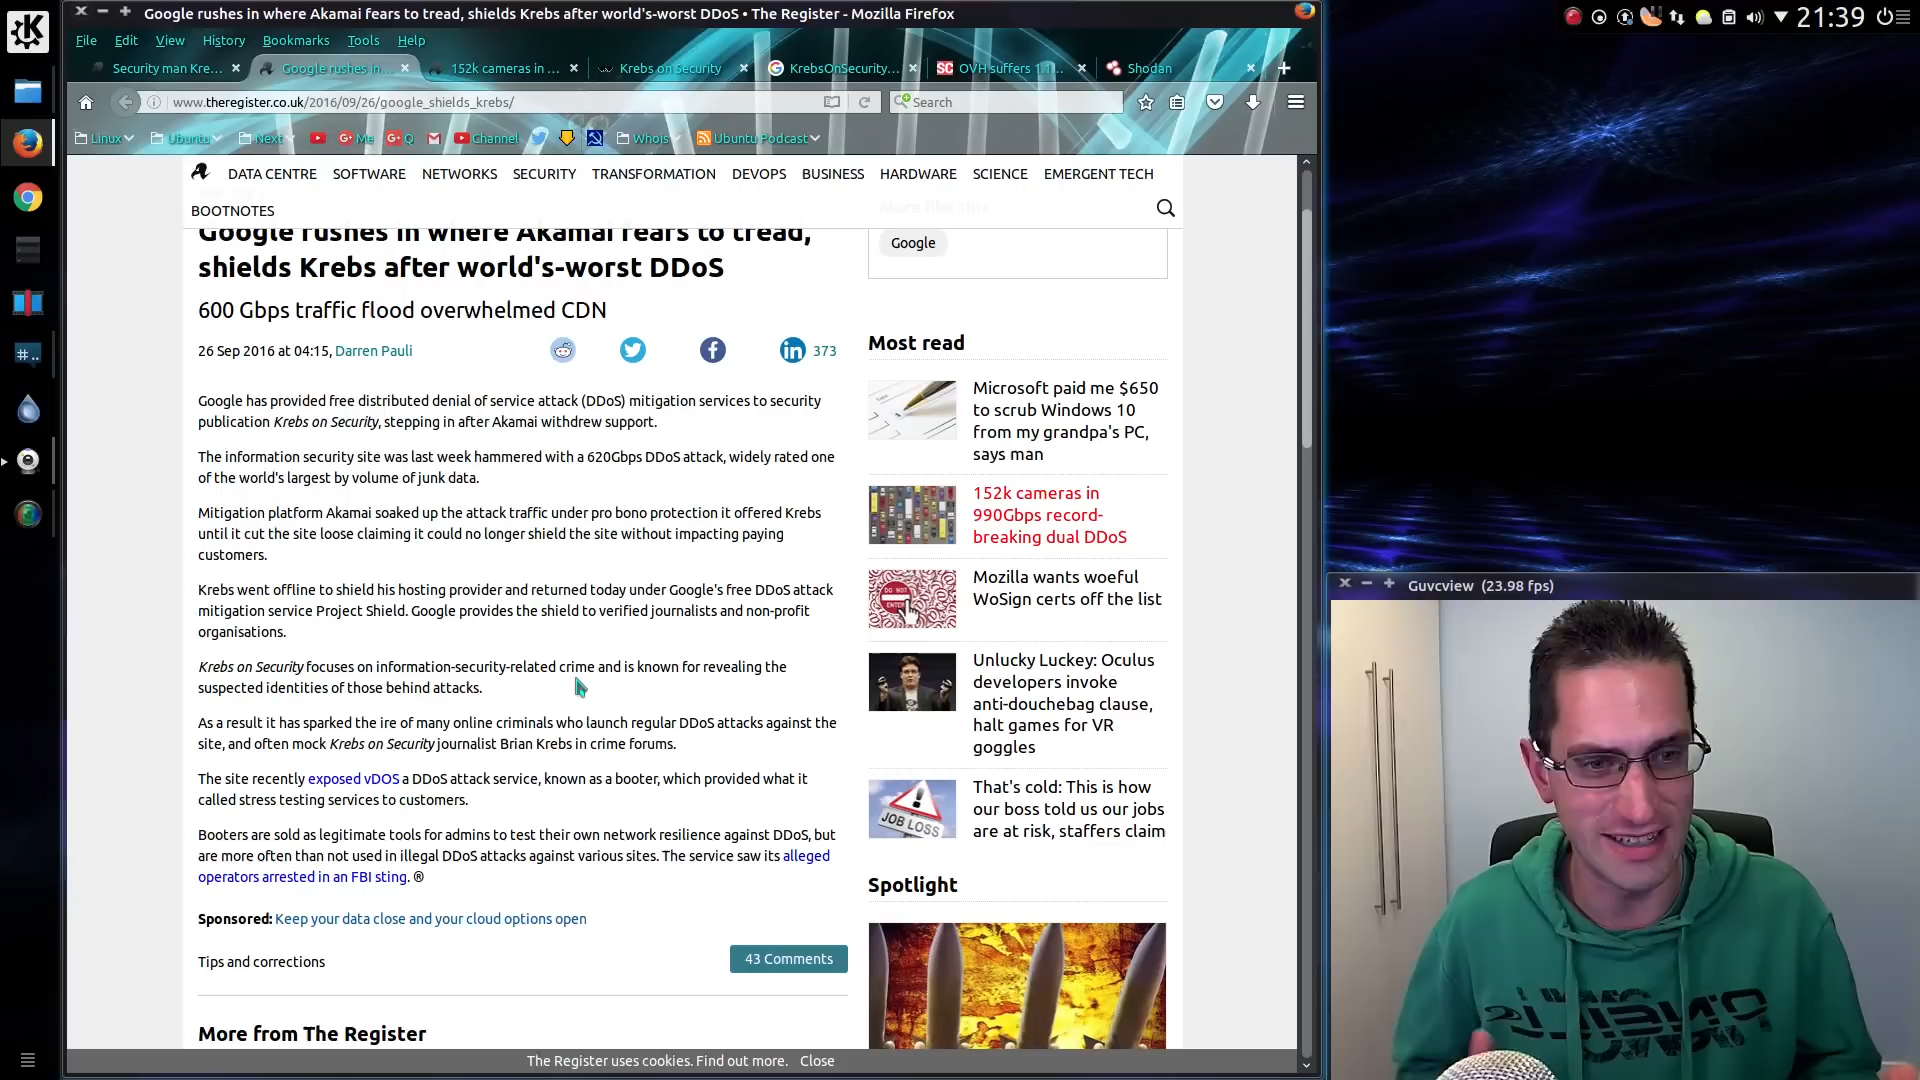 Google rushes in where Akamai fears to tread, shields Krebs after world's-worst DDoS • The Register - Mozilla Firefox
21:39
File Edit View History Bookmarks Tools Help
Security man Kre... Google rushes in... 152k cameras in ... Krebs on Security KrebsOnSecurity... OVH suffers 1.1... Shodan
www.theregister.co.uk/2016/09/26/google_shields_krebs/
Search
Linux Ubuntu Next Me Q Channel Whois Ubuntu Podcast
DATA CENTRE SOFTWARE NETWORKS SECURITY TRANSFORMATION DEVOPS BUSINESS HARDWARE SCIENCE EMERGENT TECH
BOOTNOTES
More like this
Google rushes in where Akamai fears to tread,
shields Krebs after world's-worst DDoS
600 Gbps traffic flood overwhelmed CDN
26 Sep 2016 at 04:15, Darren Pauli
373
Google has provided free distributed denial of service attack (DDoS) mitigation services to security
publication Krebs on Security, stepping in after Akamai withdrew support.
The information security site was last week hammered with a 620Gbps DDoS attack, widely rated one
of the world's largest by volume of junk data.
Mitigation platform Akamai soaked up the attack traffic under pro bono protection it offered Krebs
until it cut the site loose claiming it could no longer shield the site without impacting paying
customers.
Krebs went offline to shield his hosting provider and returned today under Google's free DDoS attack
mitigation service Project Shield. Google provides the shield to verified journalists and non-profit
organisations.
Krebs on Security focuses on information-security-related crime and is known for revealing the
suspected identities of those behind attacks.
As a result it has sparked the ire of many online criminals who launch regular DDoS attacks against the
site, and often mock Krebs on Security journalist Brian Krebs in crime forums.
The site recently exposed vDOS a DDoS attack service, known as a booter, which provided what it
called stress testing services to customers.
Booters are sold as legitimate tools for admins to test their own network resilience against DDoS, but
are more often than not used in illegal DDoS attacks against various sites. The service saw its alleged
operators arrested in an FBI sting. ®
Sponsored: Keep your data close and your cloud options open
Tips and corrections
43 Comments
More from The Register
Google
Most read
Microsoft paid me $650
to scrub Windows 10
from my grandpa's PC,
says man
152k cameras in
990Gbps record-
breaking dual DDoS
DO NOT
ENTER
Mozilla wants woeful
WoSign certs off the list
Unlucky Luckey: Oculus
developers invoke
anti-douchebag clause,
halt games for VR
goggles
JOB LOSS
That's cold: This is how
our boss told us our jobs
are at risk, staffers claim
Spotlight
The Register uses cookies. Find out more. Close
Guvcview (23.98 fps)